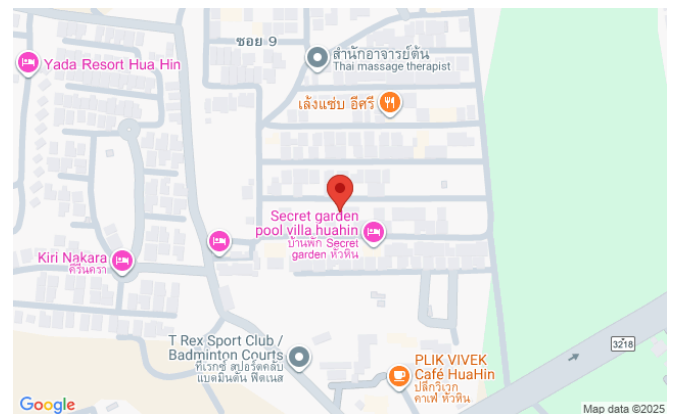 ซอย 9
สำนักอาจารย์ต้น
Thai massage therapist
Yada Resort Hua Hin
เล้งแซ่บ อีศรี
Secret garden
pool villa huahin
บ้านพัก Secret
garden หัวหิน
Kiri Nakara
คีรีนครา
T Rex Sport Club /
Badminton Courts
ทีเรกซ์ สปอร์ตคลับ
แบดมินตัน ฟิตเนส
3218
PLIK VIVEK
Café HuaHin
ปลีกวิเวก
คาเฟ่ หัวหิน
Google
Map data ©2025